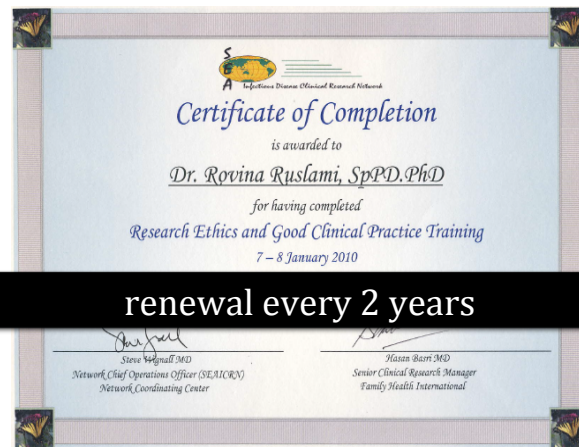 S
E
A
Infectious Disease Clinical Research Network
Certificate of Completion
is awarded to
Dr. Rovina Ruslami, SpPD.PhD
for having completed
Research Ethics and Good Clinical Practice Training
7 – 8 January 2010
renewal every 2 years
Steve Wignall MD
Network Chief Operations Officer (SEAICRN)
Network Coordinating Center
Hasan Basri MD
Senior Clinical Research Manager
Family Health International